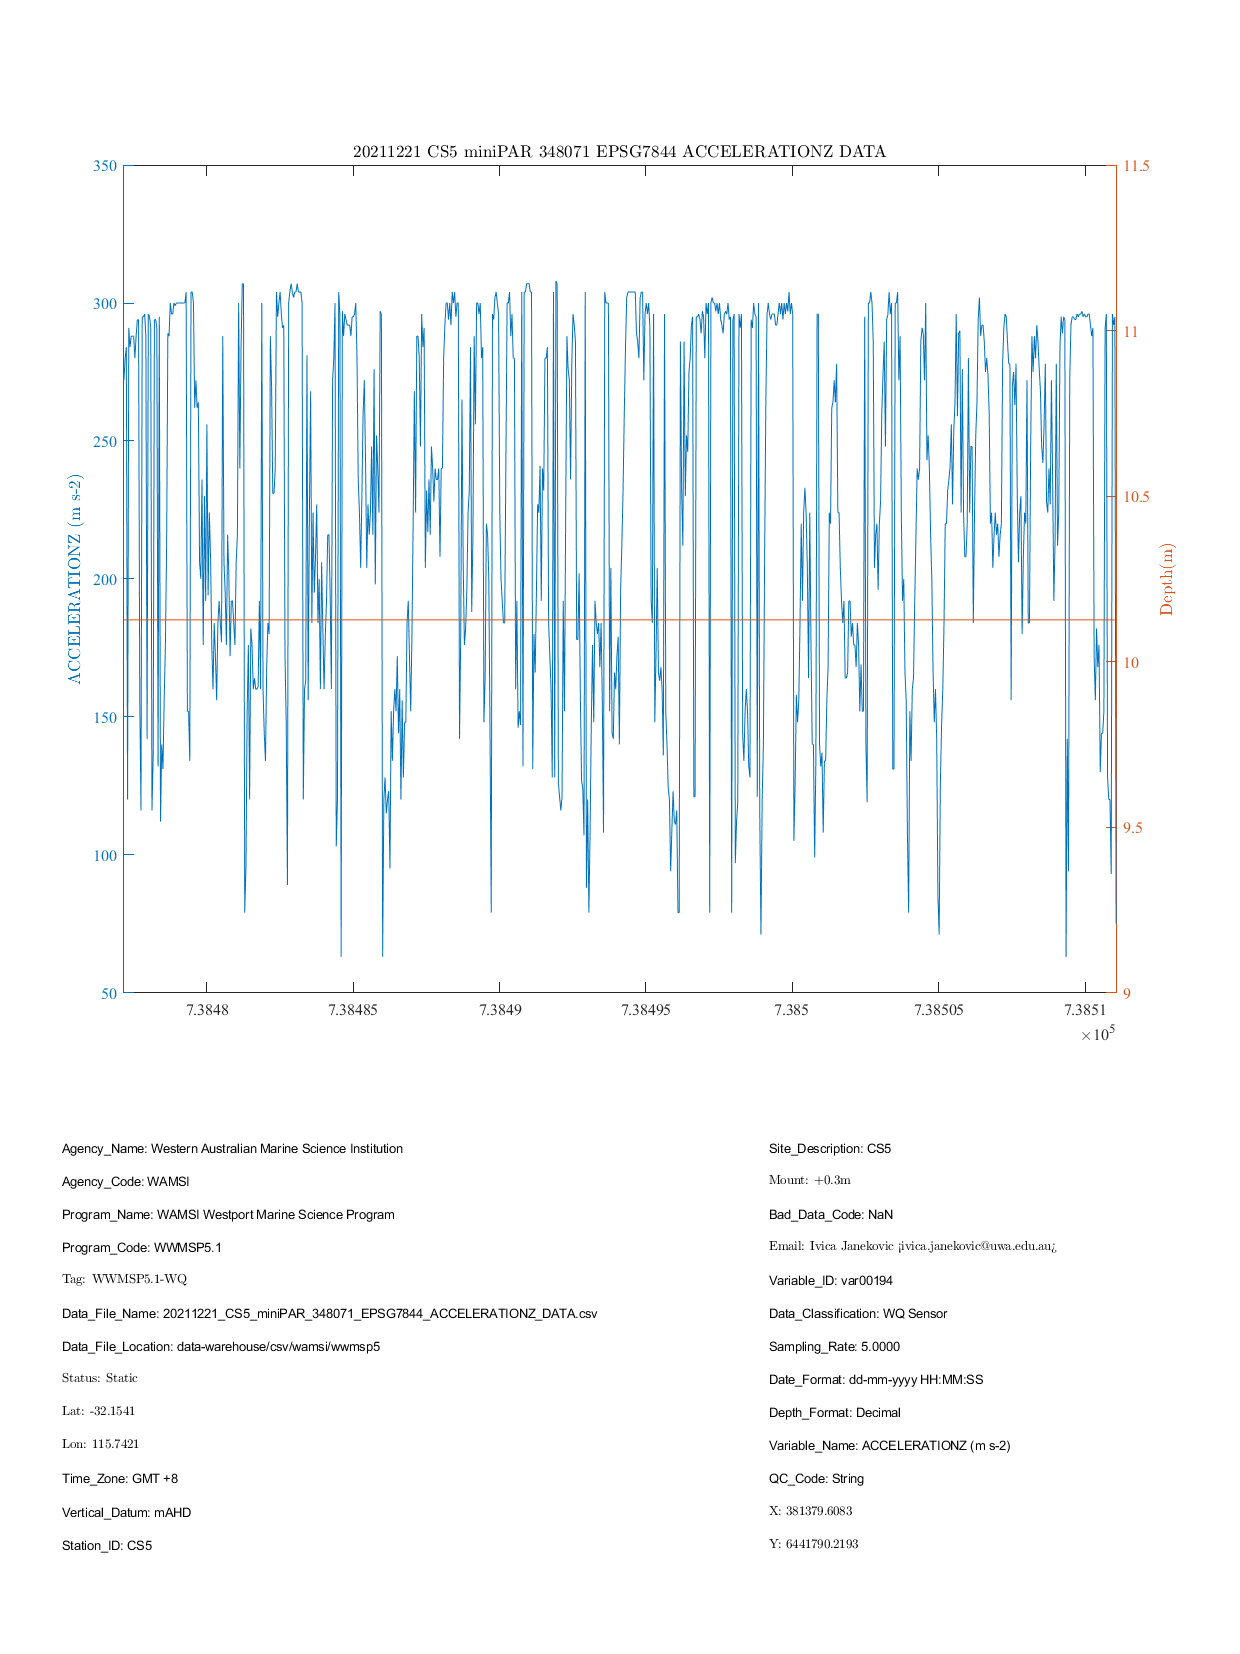 20211221 CS5 miniPAR 348071 EPSG7844 ACCELERATIONZ DATA
350
300
250
200
150
100
50
ACCELERATIONZ (m s-2)
11.5
11
10.5
10
9.5
9
Depth(m)
7.3848
7.38485
7.3849
7.38495
7.385
7.38505
7.3851
×10^5
Agency_Name: Western Australian Marine Science Institution
Agency_Code: WAMSI
Program_Name: WAMSI Westport Marine Science Program
Program_Code: WWMSP5.1
Tag: WWMSP5.1-WQ
Data_File_Name: 20211221_CS5_miniPAR_348071_EPSG7844_ACCELERATIONZ_DATA.csv
Data_File_Location: data-warehouse/csv/wamsi/wwmsp5
Status: Static
Lat: -32.1541
Lon: 115.7421
Time_Zone: GMT +8
Vertical_Datum: mAHD
Station_ID: CS5
Site_Description: CS5
Mount: +0.3m
Bad_Data_Code: NaN
Email: Ivica Janekovic ¡ivica.janekovic@uwa.edu.au¿
Variable_ID: var00194
Data_Classification: WQ Sensor
Sampling_Rate: 5.0000
Date_Format: dd-mm-yyyy HH:MM:SS
Depth_Format: Decimal
Variable_Name: ACCELERATIONZ (m s-2)
QC_Code: String
X: 381379.6083
Y: 6441790.2193